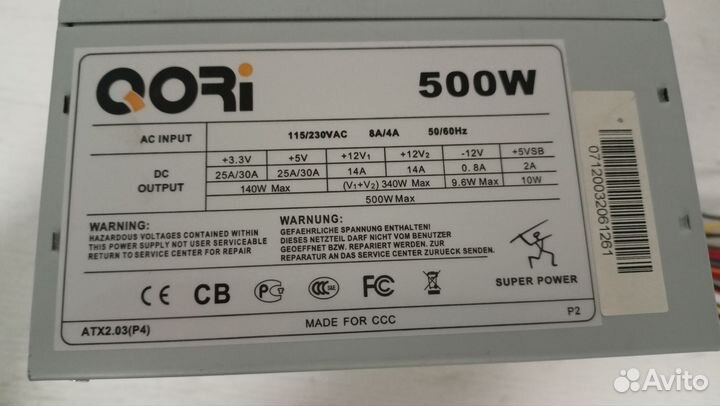 QORi 500W
AC INPUT 115/230VAC 8A/4A 50/60Hz
DC OUTPUT +3.3V +5V +12V1 +12V2 -12V +5VSB
25A/30A 25A/30A 14A 14A 0.8A 2A
140W Max (V1+V2) 340W Max 9.6W Max 10W
500W Max
WARNING:
HAZARDOUS VOLTAGES CONTAINED WITHIN
THIS POWER SUPPLY NOT USER SERVICEABLE
RETURN TO SERVICE CENTER FOR REPAIR
WARNUNG:
GEFAEHRLICHE SPANNUNG ENTHALTEN!
DIESES NETZTEIL DARF NICHT VOM BENUTZER
GEOEFFNET BZW. REPARIERT WERDEN. ZUR
REPARATUR AN DAS SERVICE CENTER ZURUECK SENDEN!
SUPER POWER
CE CB PC CCC FC
ATX2.03(P4)
MADE FOR CCC
P2
07120032061261
Avito